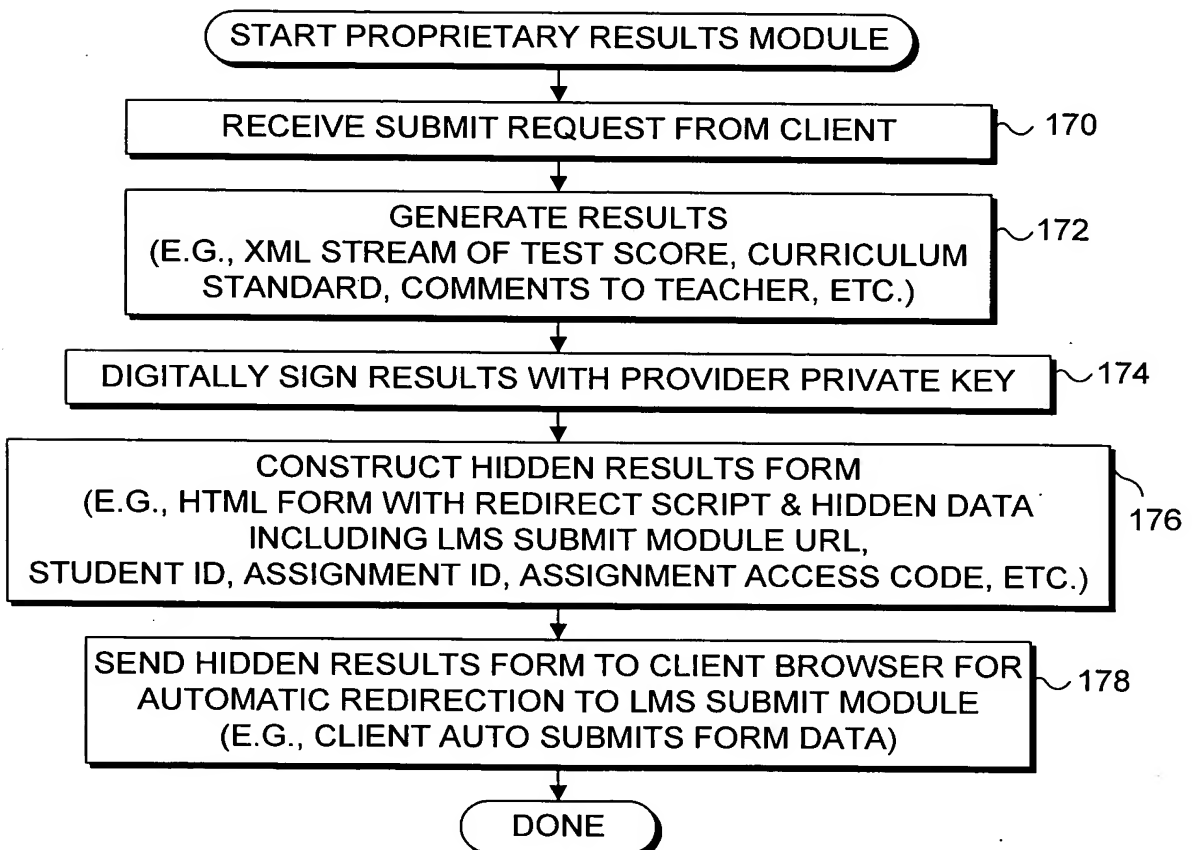 START PROPRIETARY RESULTS MODULE
RECEIVE SUBMIT REQUEST FROM CLIENT
170
GENERATE RESULTS
(E.G., XML STREAM OF TEST SCORE, CURRICULUM
STANDARD, COMMENTS TO TEACHER, ETC.)
172
DIGITALLY SIGN RESULTS WITH PROVIDER PRIVATE KEY
174
CONSTRUCT HIDDEN RESULTS FORM
(E.G., HTML FORM WITH REDIRECT SCRIPT & HIDDEN DATA
INCLUDING LMS SUBMIT MODULE URL,
STUDENT ID, ASSIGNMENT ID, ASSIGNMENT ACCESS CODE, ETC.)
176
SEND HIDDEN RESULTS FORM TO CLIENT BROWSER FOR
AUTOMATIC REDIRECTION TO LMS SUBMIT MODULE
(E.G., CLIENT AUTO SUBMITS FORM DATA)
178
DONE